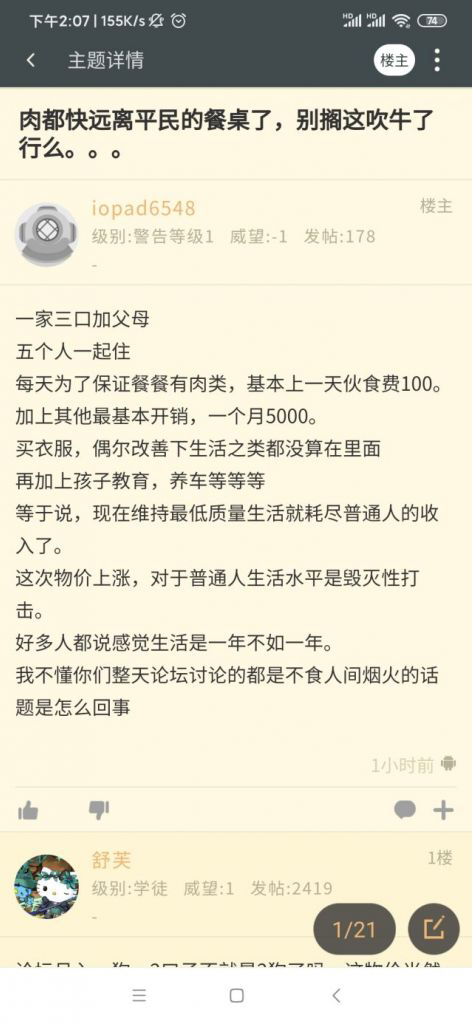 下午2:07 | 155K/s
HD HD 74
主题详情
楼主
肉都快远离平民的餐桌了，别搁这吹牛了
行么。。。
iopad6548
楼主
级别:警告等级1 威望:-1 发帖:178
-
一家三口加父母
五个人一起住
每天为了保证餐餐有肉类，基本上一天伙食费100。
加上其他最基本开销，一个月5000。
买衣服，偶尔改善下生活之类都没算在里面
再加上孩子教育，养车等等等
等于说，现在维持最低质量生活就耗尽普通人的收
入了。
这次物价上涨，对于普通人生活水平是毁灭性打
击。
好多人都说感觉生活是一年不如一年。
我不懂你们整天论坛讨论的都是不食人间烟火的话
题是怎么回事
1小时前
舒芙
1楼
级别:学徒 威望:1 发帖:2419
-
1/21